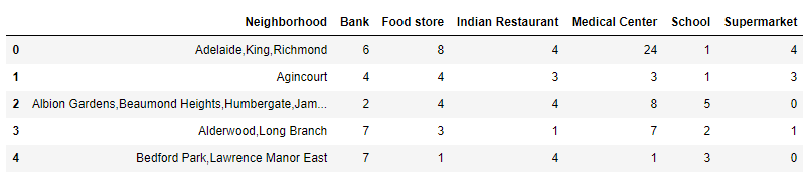 Neighborhood Bank Food store Indian Restaurant Medical Center School Supermarket
0 Adelaide,King,Richmond 6 8 4 24 1 4
1 Agincourt 4 4 3 3 1 3
2 Albion Gardens,Beaumond Heights,Humbergate,Jam... 2 4 4 8 5 0
3 Alderwood,Long Branch 7 3 1 7 2 1
4 Bedford Park,Lawrence Manor East 7 1 4 1 3 0